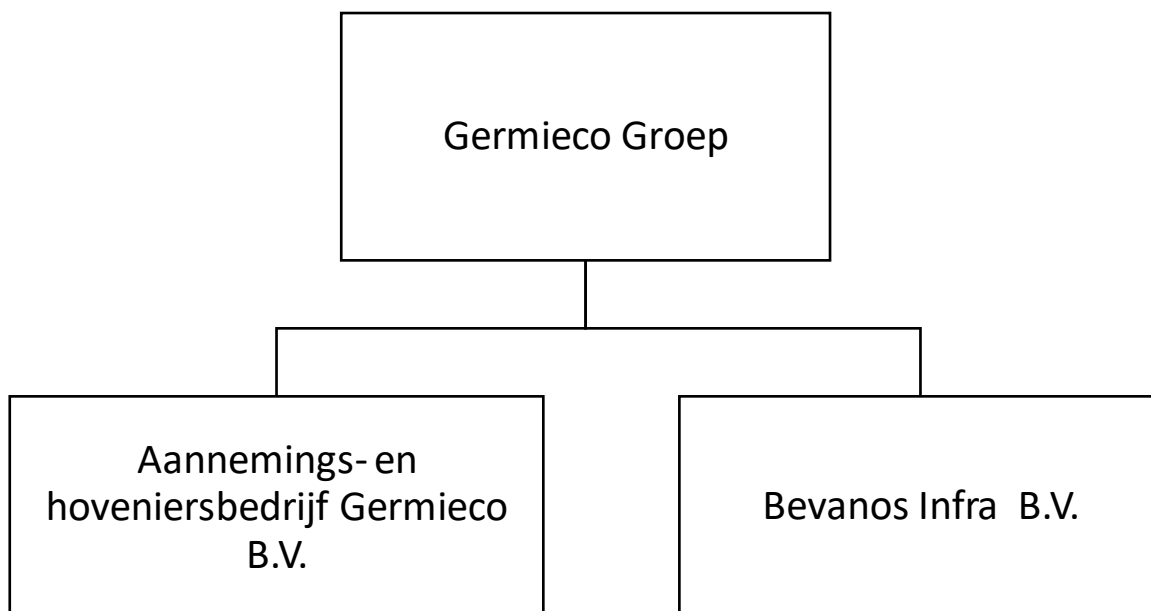 Germieco Groep
Aannemings- en
hoveniersbedrijf Germieco
B.V.
Bevanos Infra  B.V.